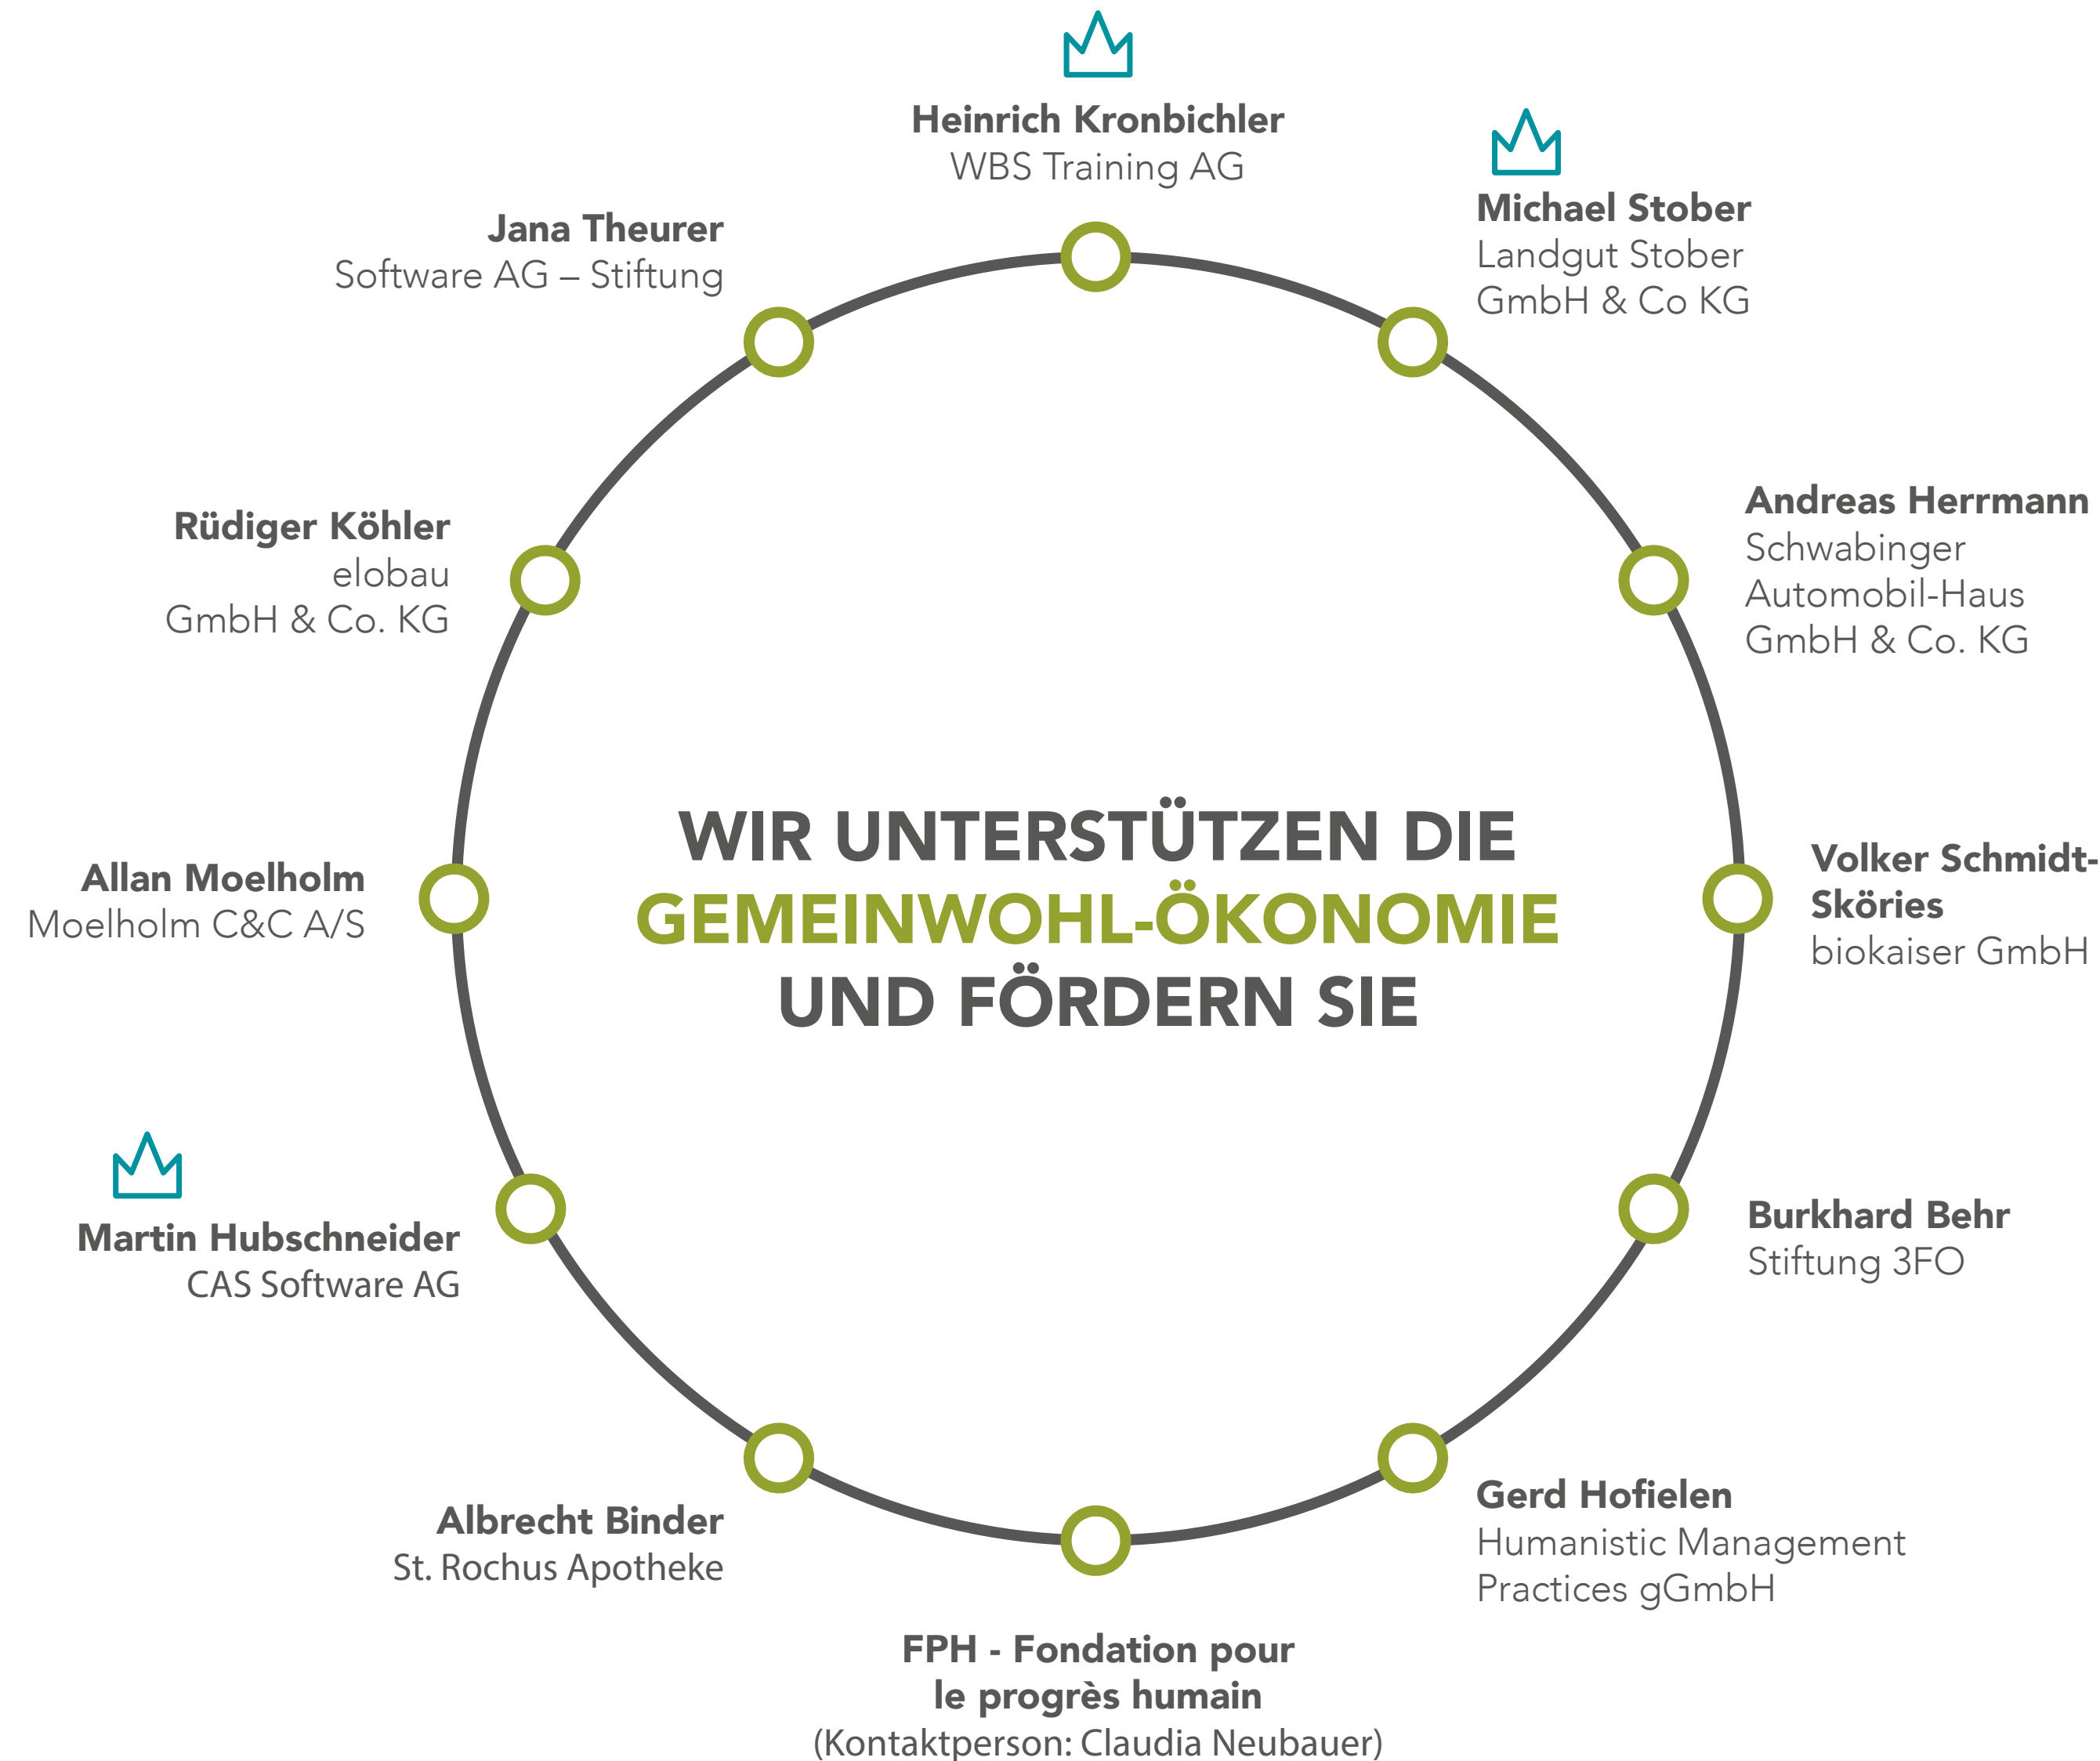 Heinrich Kronbichler
WBS Training AG
Michael Stober
Landgut Stober
GmbH & Co KG
Andreas Herrmann
Schwabinger
Automobil-Haus
GmbH & Co. KG
Volker Schmidt-
Sköries
biokaiser GmbH
Burkhard Behr
Stiftung 3FO
Gerd Hofielen
Humanistic Management
Practices gGmbH
FPH - Fondation pour
le progrès humain
(Kontaktperson: Claudia Neubauer)
Albrecht Binder
St. Rochus Apotheke
Martin Hubschneider
CAS Software AG
Allan Moelholm
Moelholm C&C A/S
Rüdiger Köhler
elobau
GmbH & Co. KG
Jana Theurer
Software AG – Stiftung
WIR UNTERSTÜTZEN DIE
GEMEINWOHL-ÖKONOMIE
UND FÖRDERN SIE